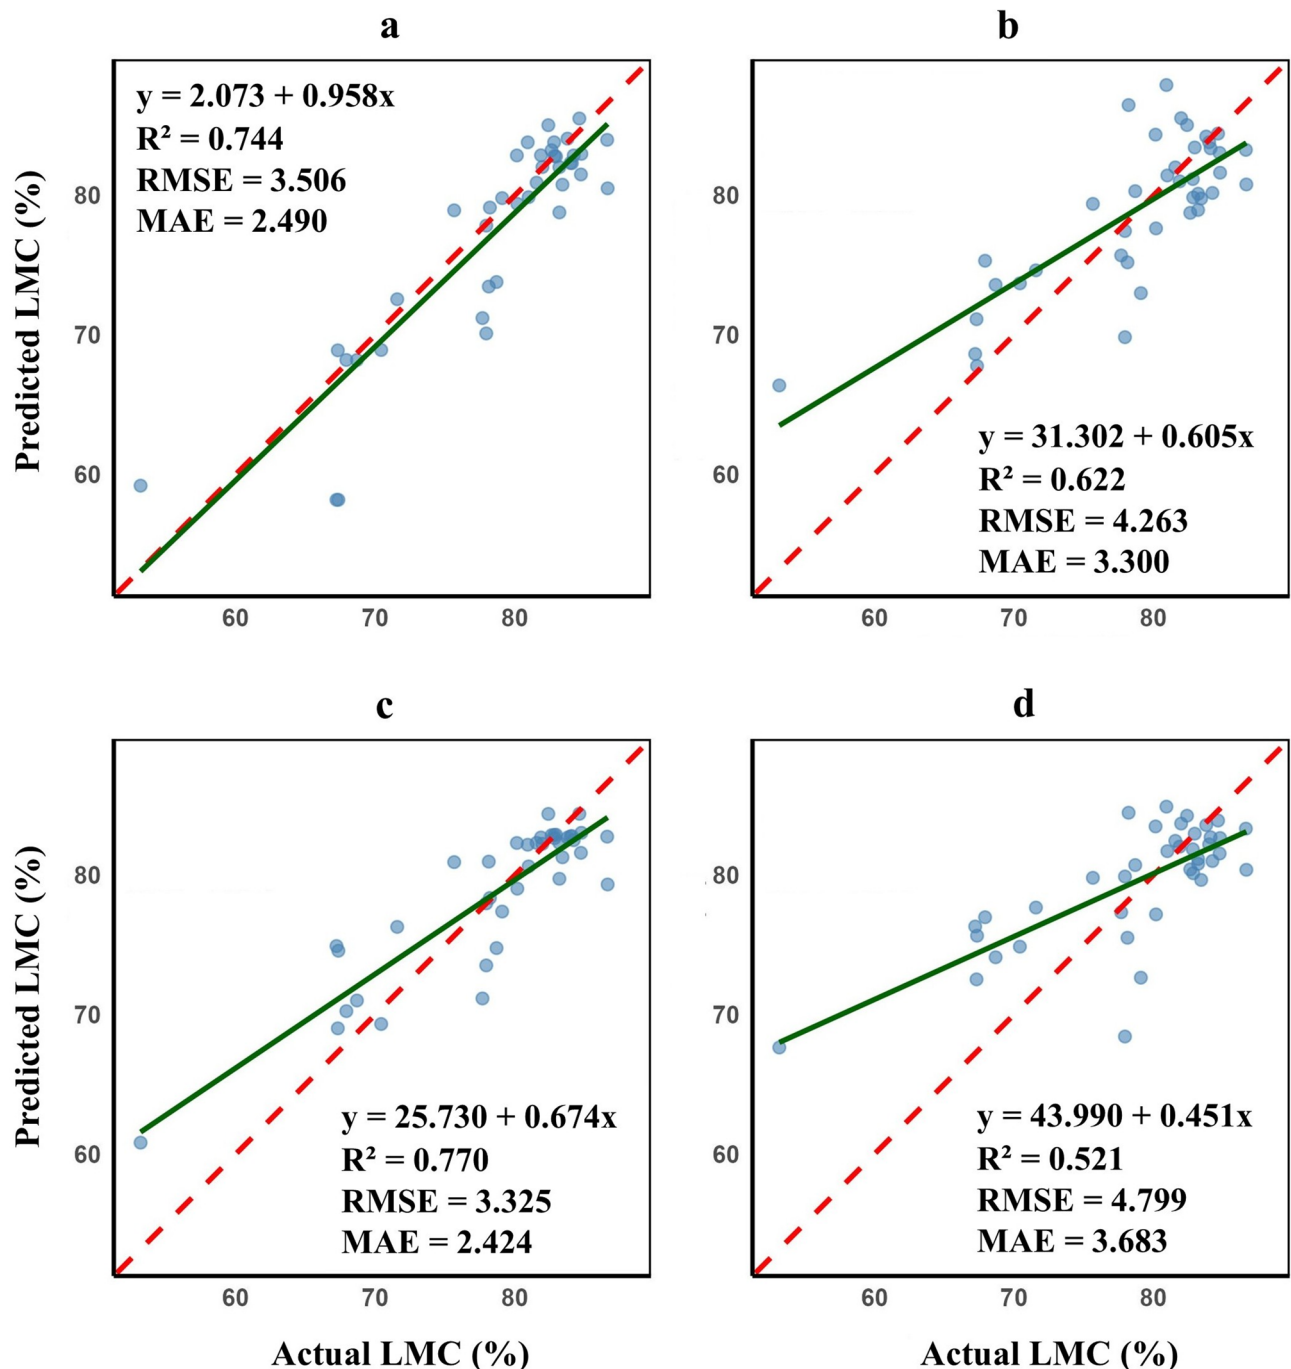 a
y = 2.073 + 0.958x
R² = 0.744
RMSE = 3.506
MAE = 2.490
Predicted LMC (%)
80
70
60
60 70 80
b
80
70
60
y = 31.302 + 0.605x
R² = 0.622
RMSE = 4.263
MAE = 3.300
60 70 80
c
Predicted LMC (%)
80
70
60
y = 25.730 + 0.674x
R² = 0.770
RMSE = 3.325
MAE = 2.424
60 70 80
Actual LMC (%)
d
80
70
60
y = 43.990 + 0.451x
R² = 0.521
RMSE = 4.799
MAE = 3.683
60 70 80
Actual LMC (%)